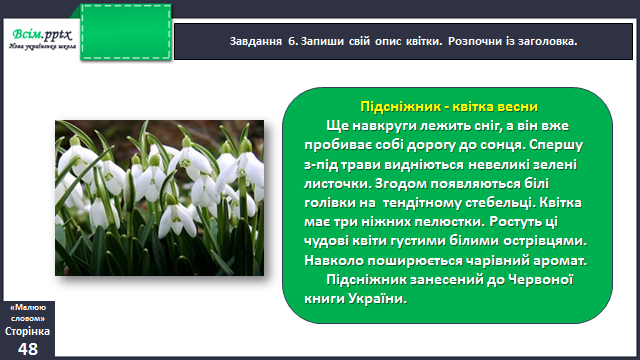 Всім.pptx
Нова українська школа
Завдання 6. Запиши свій опис квітки. Розпочни із заголовка.
Підсніжник - квітка весни
Ще навкруги лежить сніг, а він вже
пробиває собі дорогу до сонця. Спершу
з-під трави видніються невеликі зелені
листочки. Згодом появляються білі
голівки на тендітному стебельці. Квітка
має три ніжних пелюстки. Ростуть ці
чудові квіти густими білими острівцями.
Навколо поширюється чарівний аромат.
Підсніжник занесений до Червоної
книги України.
«Малюю
словом»
Сторінка
48